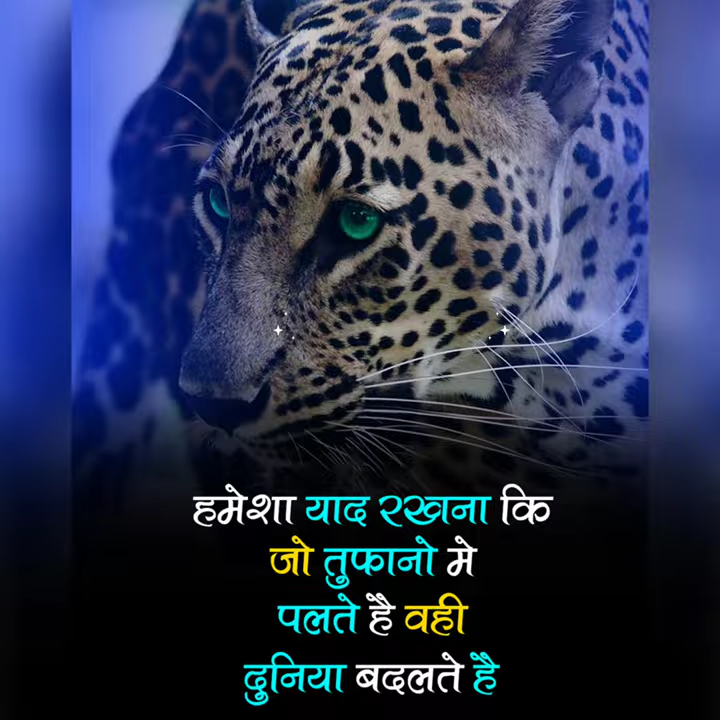 हमेशा याद रखना कि
जो तुफानो मे
पलते है वही
दुनिया बदलते है